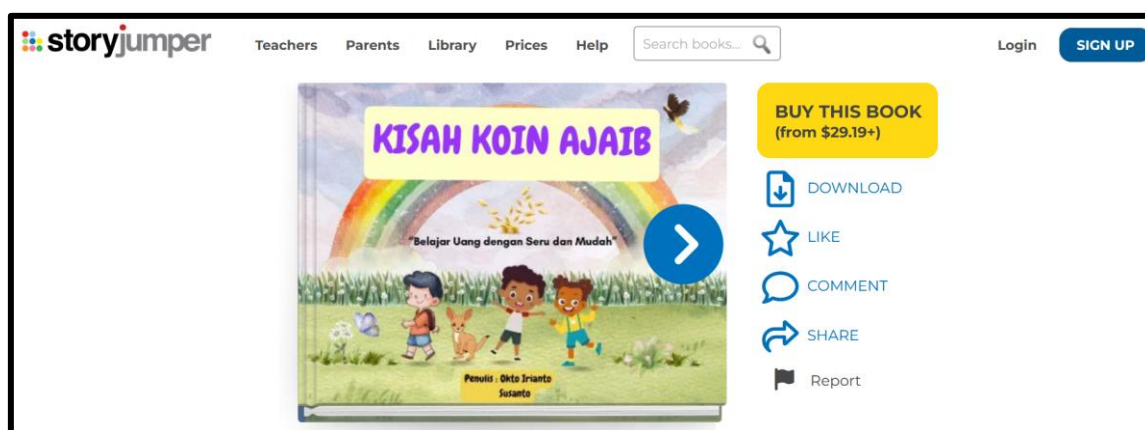 storyjumper
Teachers Parents Library Prices Help Search books... Login SIGN UP
KISAH KOIN AJAIB
"Belajar Uang dengan Seru dan Mudah"
Penulis : Okto Irianto
Susanto
BUY THIS BOOK
(from $29.19+)
DOWNLOAD
LIKE
COMMENT
SHARE
Report